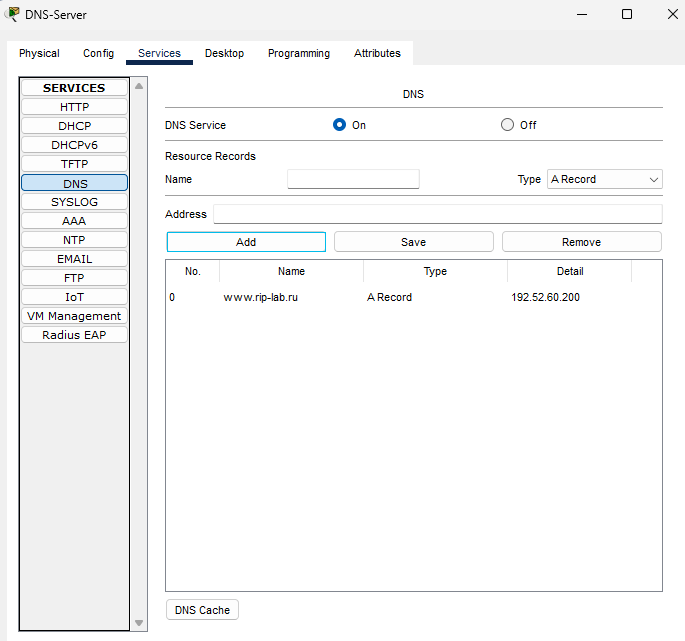 DNS-Server
Physical Config Services Desktop Programming Attributes
SERVICES
HTTP
DHCP
DHCPv6
TFTP
DNS
SYSLOG
AAA
NTP
EMAIL
FTP
IoT
VM Management
Radius EAP
DNS
DNS Service On Off
Resource Records
Name Type A Record
Address
Add Save Remove
No. Name Type Detail
0 www.rip-lab.ru A Record 192.52.60.200
DNS Cache